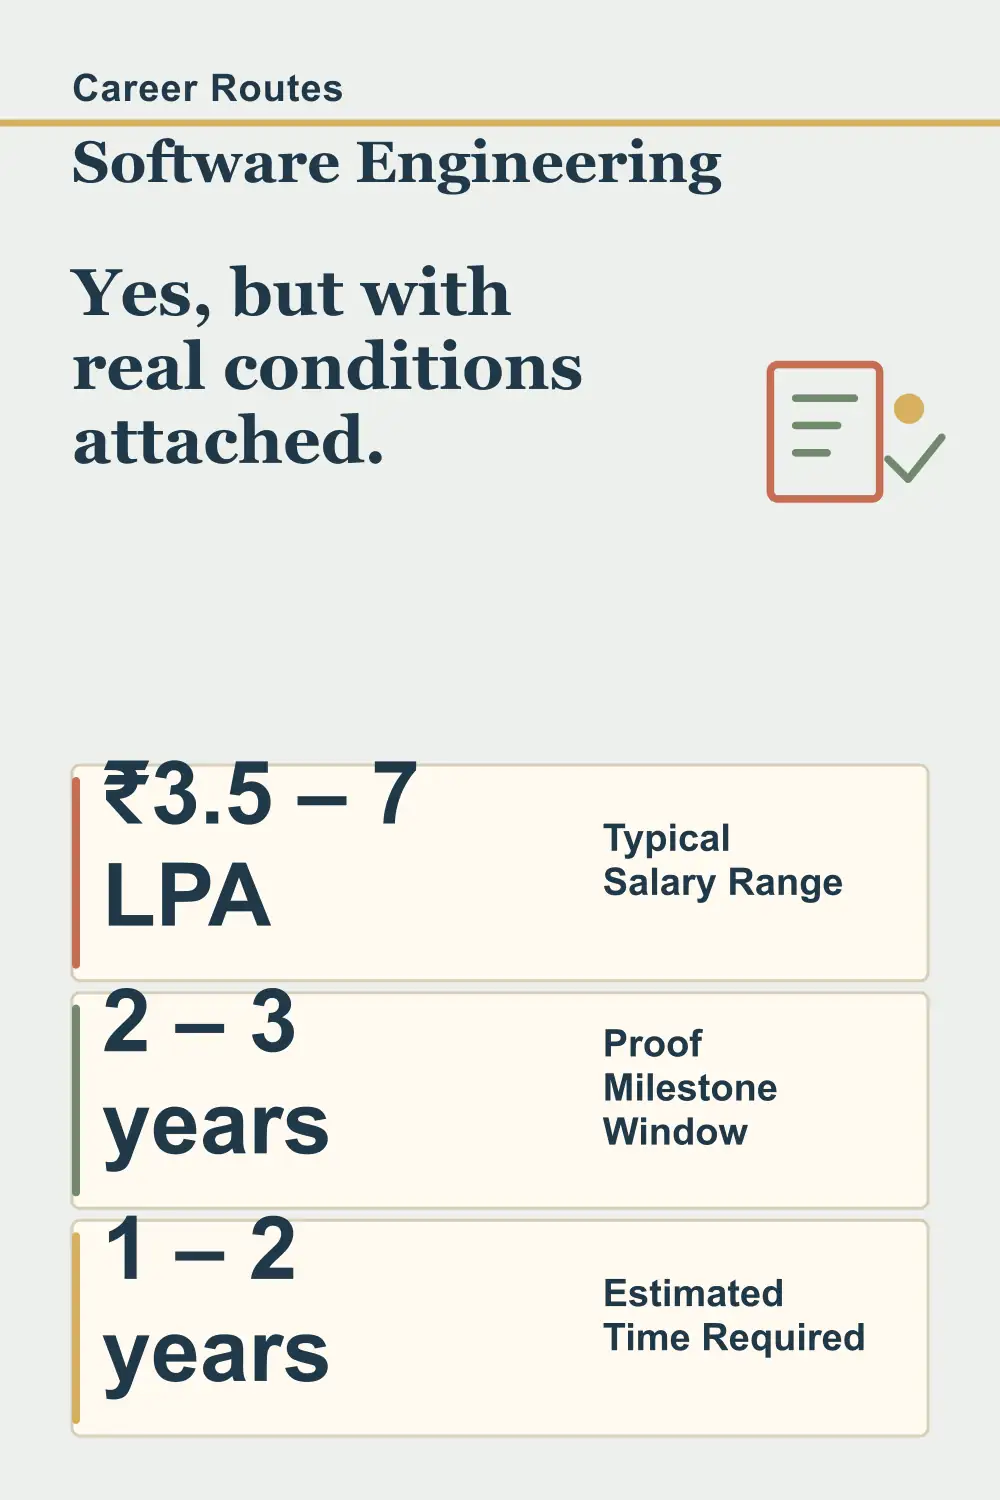 Career Routes
Software Engineering
Yes, but with
real conditions
attached.
₹3.5 – 7
LPA
Typical
Salary Range
2 – 3
years
Proof
Milestone
Window
1 – 2
years
Estimated
Time Required